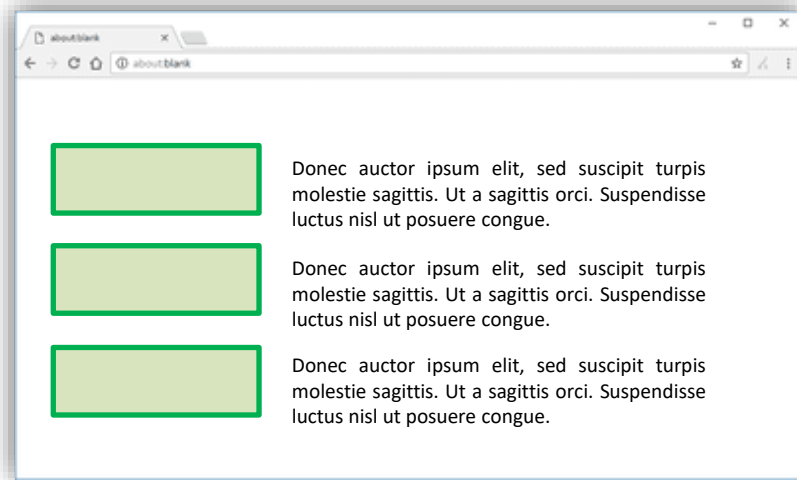 about:blank
about:blank
Donec auctor ipsum elit, sed suscipit turpis
molestie sagittis. Ut a sagittis orci. Suspendisse
luctus nisl ut posuere congue.
Donec auctor ipsum elit, sed suscipit turpis
molestie sagittis. Ut a sagittis orci. Suspendisse
luctus nisl ut posuere congue.
Donec auctor ipsum elit, sed suscipit turpis
molestie sagittis. Ut a sagittis orci. Suspendisse
luctus nisl ut posuere congue.